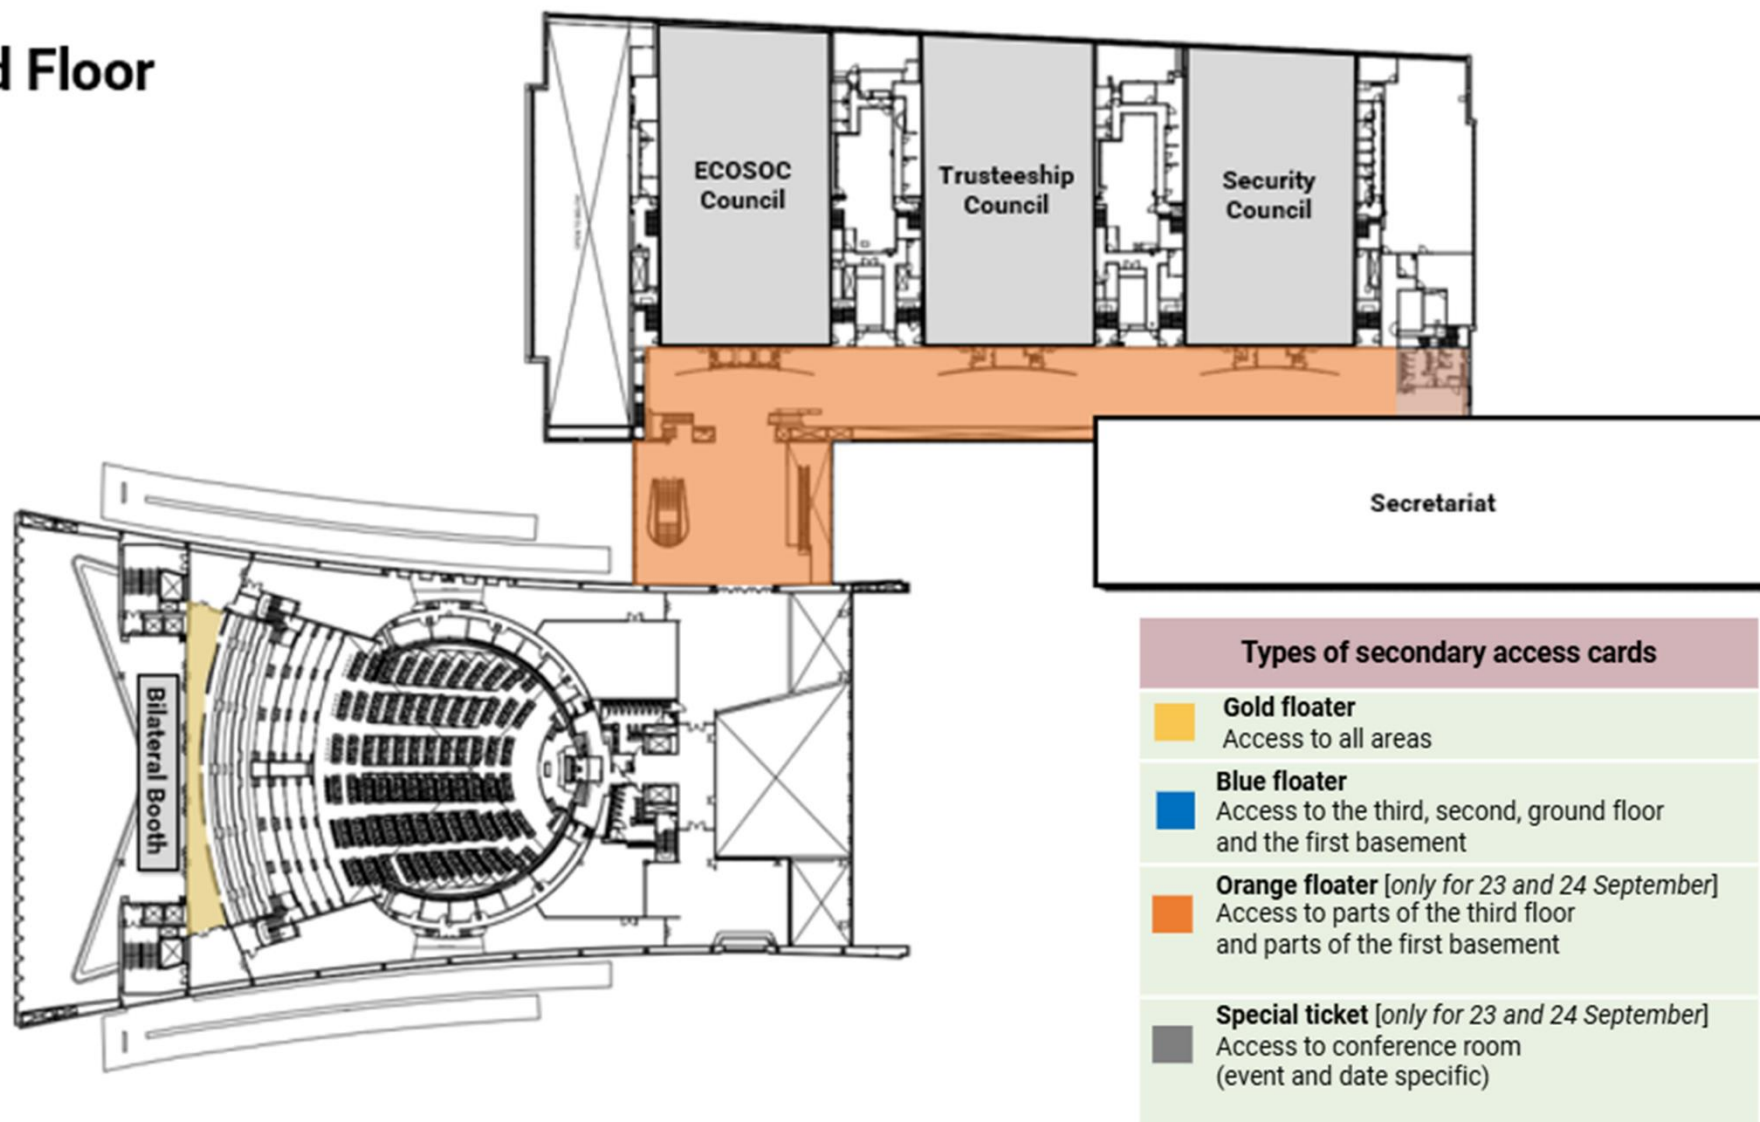 d Floor
ECOSOC
Council
Trusteeship
Council
Security
Council
Secretariat
Bilateral Booth
Types of secondary access cards
Gold floater
Access to all areas
Blue floater
Access to the third, second, ground floor
and the first basement
Orange floater [only for 23 and 24 September]
Access to parts of the third floor
and parts of the first basement
Special ticket [only for 23 and 24 September]
Access to conference room
(event and date specific)